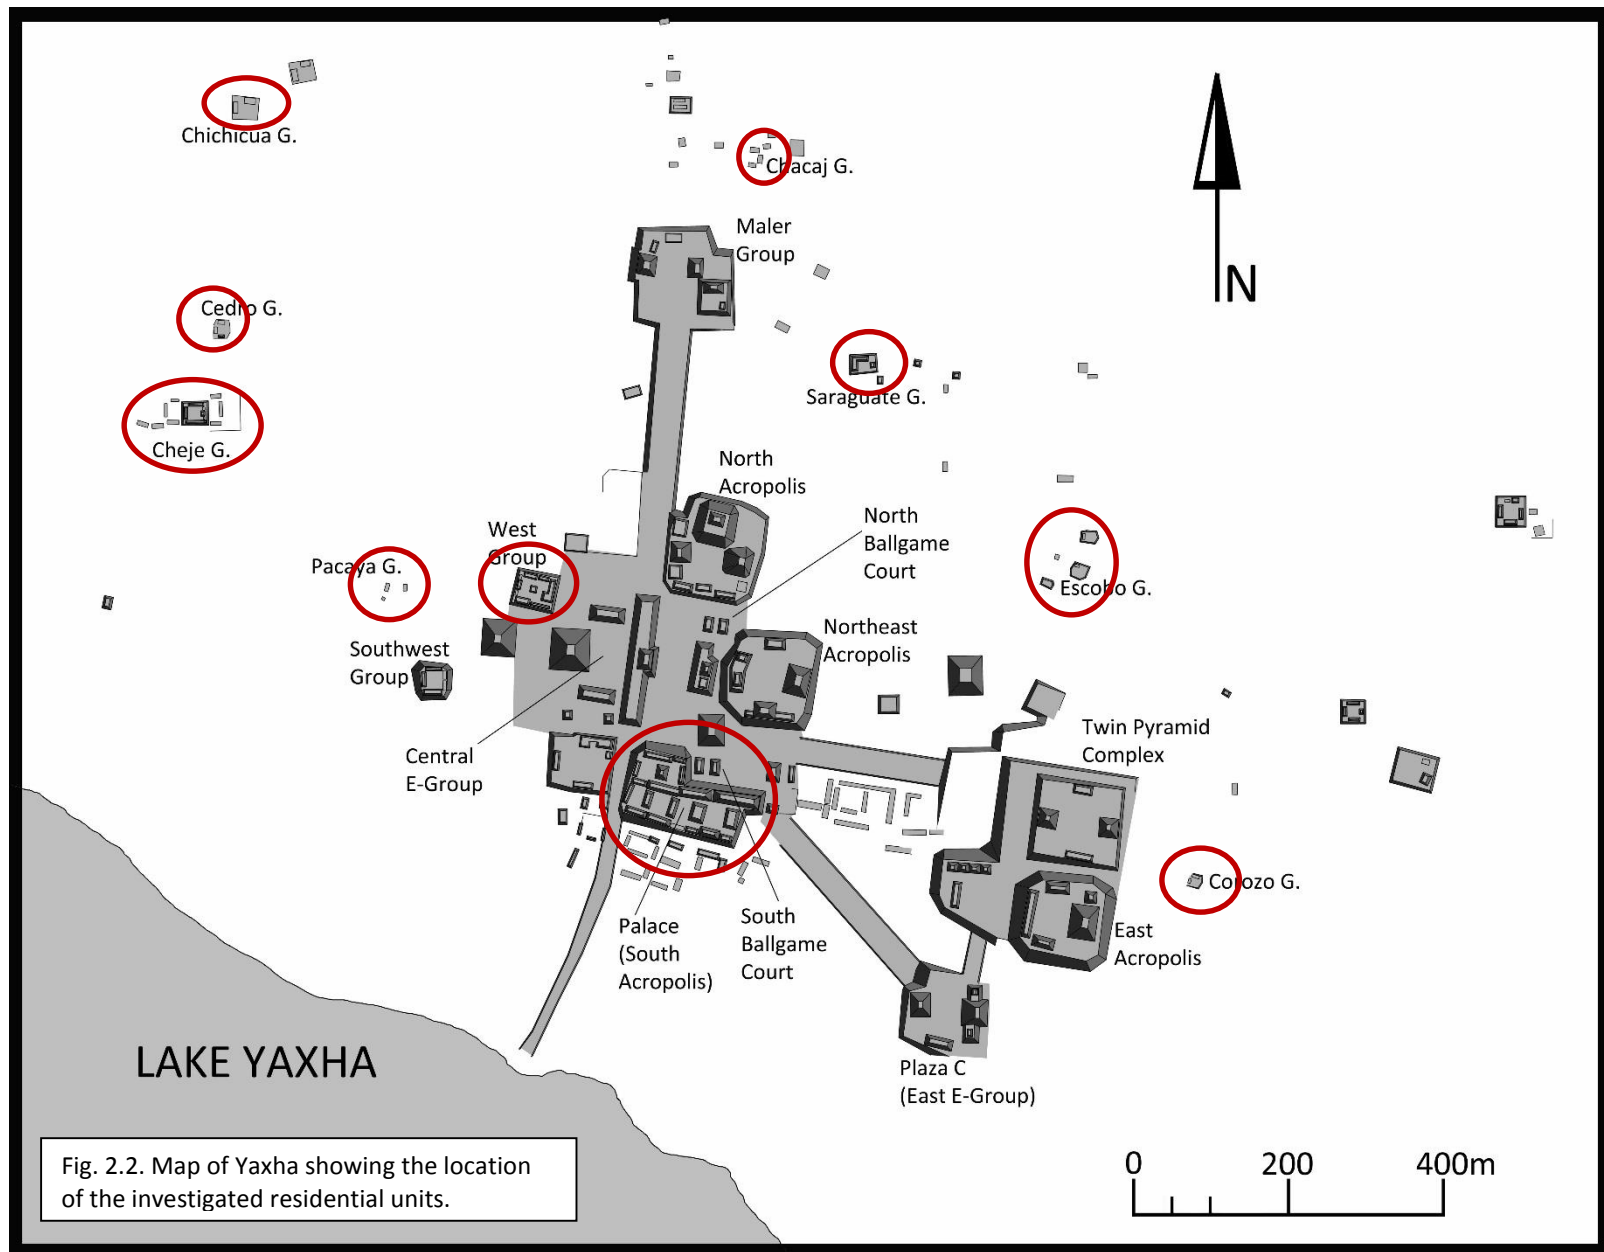 Chichicua G.
Chacaj G.
Maler
Group
N
Cedro G.
Saraguate G.
Cheje G.
North
Acropolis
North
Ballgame
Court
West
Group
Pacaya G.
Escobo G.
Northeast
Acropolis
Southwest
Group
Central
E-Group
Twin Pyramid
Complex
Corozo G.
Palace
(South
Acropolis)
South
Ballgame
Court
East
Acropolis
Plaza C
(East E-Group)
LAKE YAXHA
0 200 400m
Fig. 2.2. Map of Yaxha showing the location
of the investigated residential units.